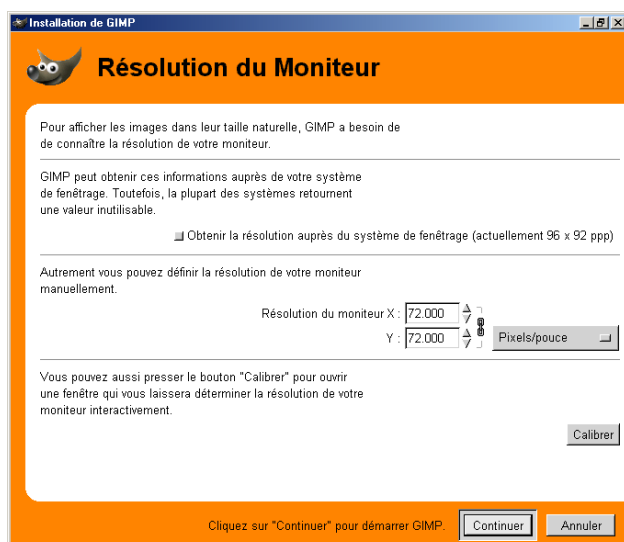 Installation de GIMP
Résolution du Moniteur
Pour afficher les images dans leur taille naturelle, GIMP a besoin de
de connaître la résolution de votre moniteur.
GIMP peut obtenir ces informations auprès de votre système
de fenêtrage. Toutefois, la plupart des systèmes retournent
une valeur inutilisable.
Obtenir la résolution auprès du système de fenêtrage (actuellement 96 x 92 ppp)
Autrement vous pouvez définir la résolution de votre moniteur
manuellement.
Résolution du moniteur X : 72.000
Y : 72.000 Pixels/pouce
Vous pouvez aussi presser le bouton "Calibrer" pour ouvrir
une fenêtre qui vous laissera déterminer la résolution de votre
moniteur interactivement.
Calibrer
Cliquez sur "Continuer" pour démarrer GIMP. Continuer Annuler